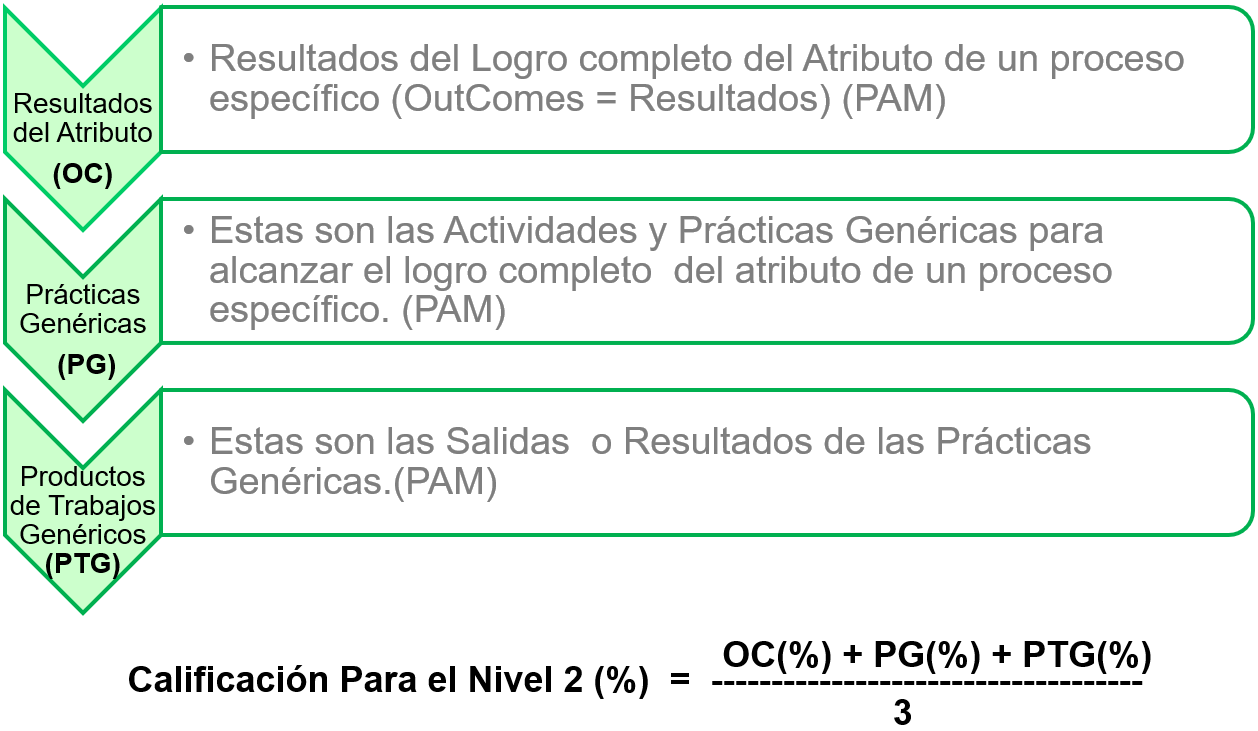 Resultados
del Atributo
(OC)
• Resultados del Logro completo del Atributo de un proceso
específico (OutComes = Resultados) (PAM)
Prácticas
Genéricas
(PG)
• Estas son las Actividades y Prácticas Genéricas para
alcanzar el logro completo  del atributo de un proceso
específico. (PAM)
Productos
de Trabajos
Genéricos
(PTG)
• Estas son las Salidas  o Resultados de las Prácticas
Genéricas.(PAM)
OC(%) + PG(%) + PTG(%)
Calificación Para el Nivel 2 (%)  =  ------------------------------------
3